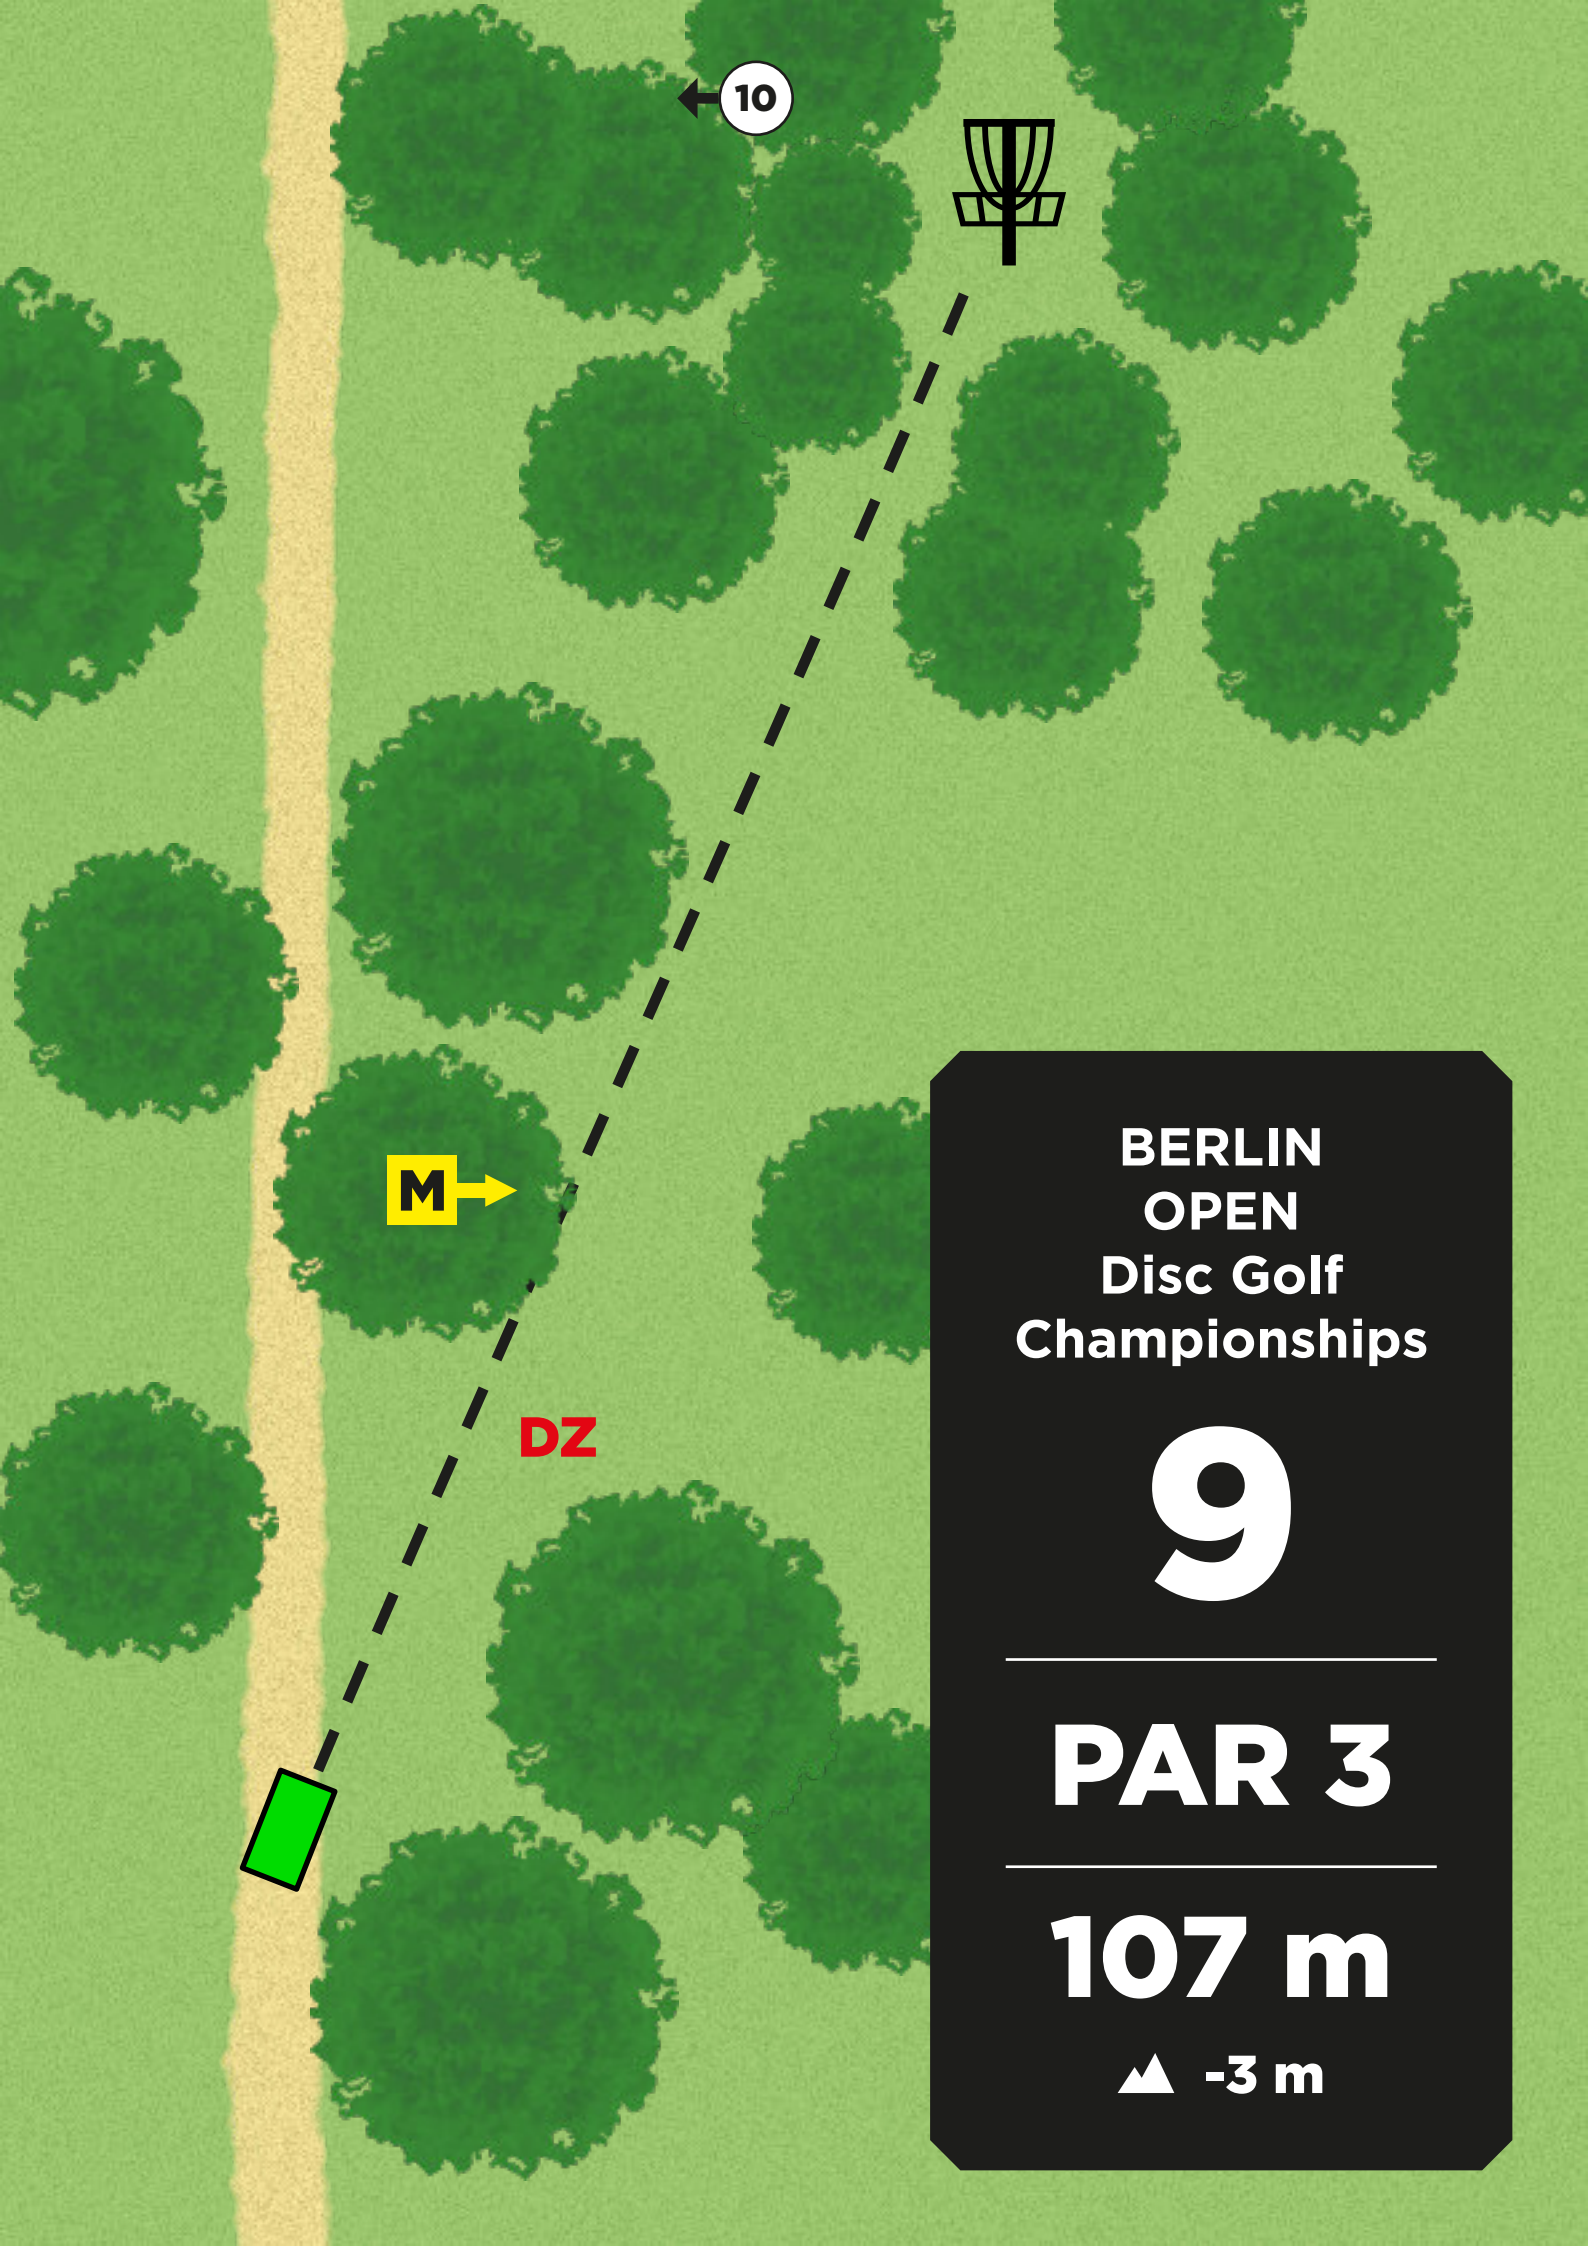 10
M
DZ
BERLIN
OPEN
Disc Golf
Championships
9
PAR 3
107 m
-3 m